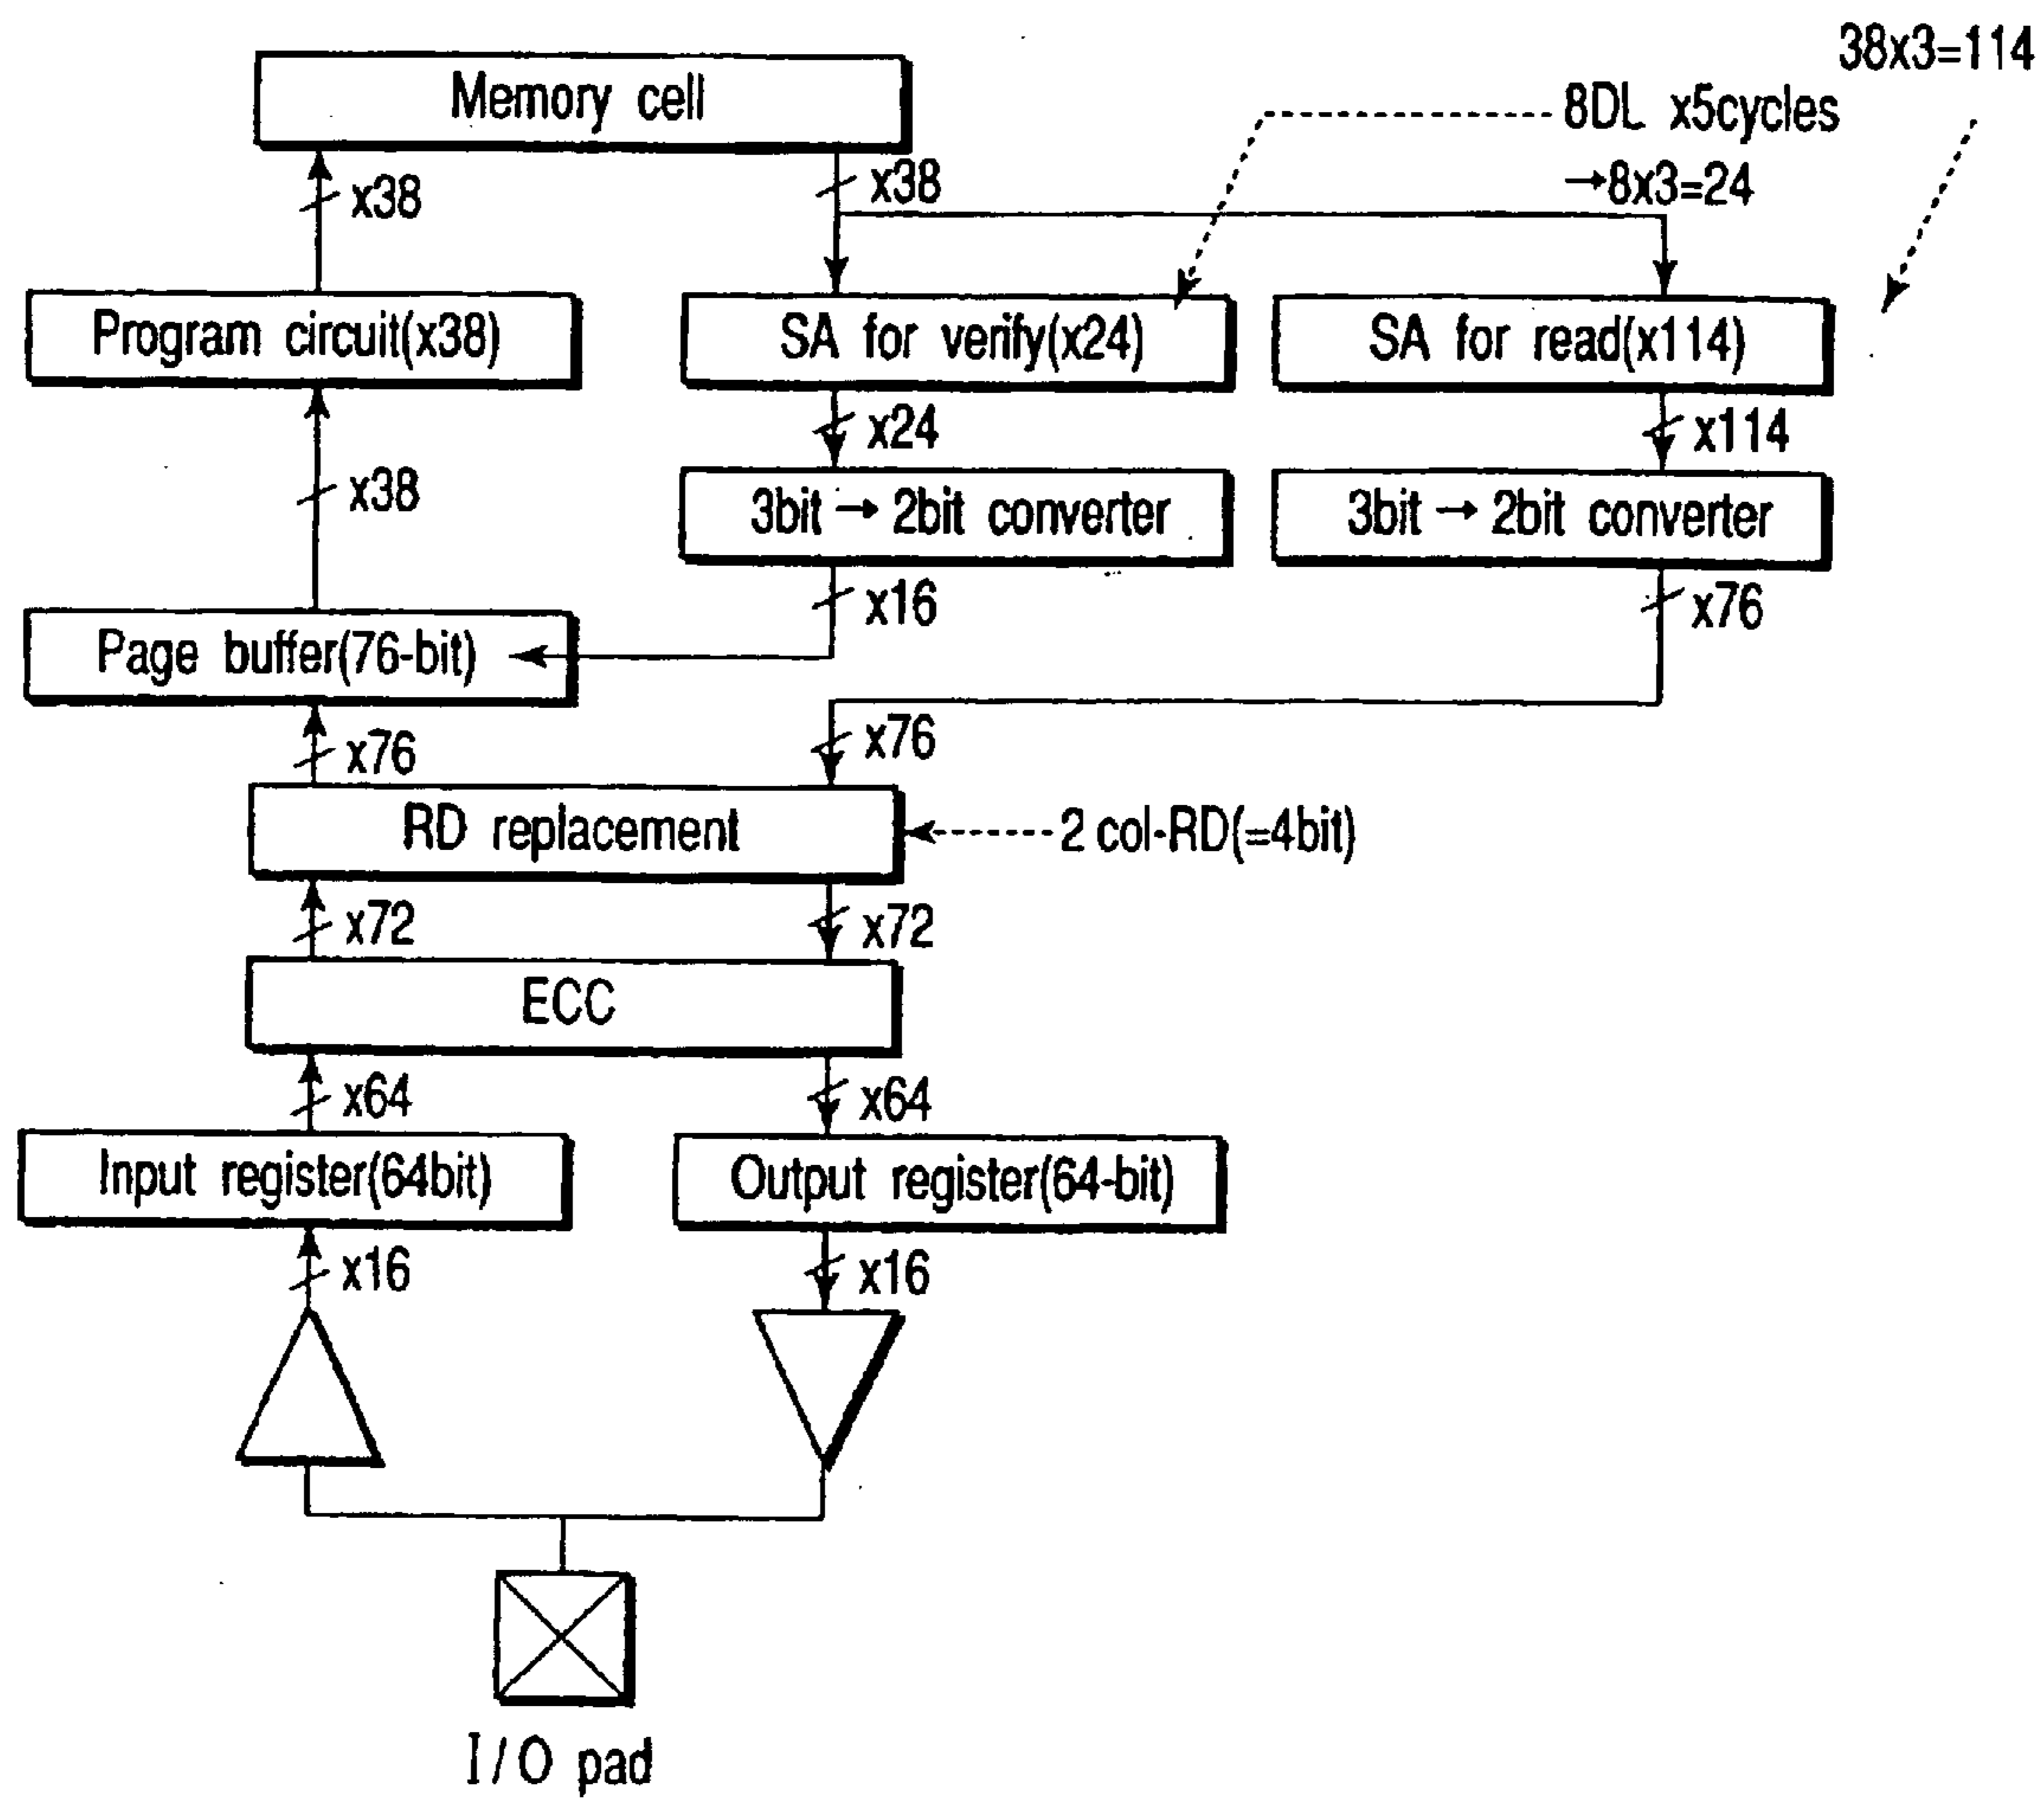 38x3=114
Memory cell
8DL x5cycles
→8x3=24
x38
x38
Program circuit(x38)
SA for verify(x24)
SA for read(x114)
x24
x114
x38
3bit → 2bit converter
3bit → 2bit converter
x16
x76
Page buffer(76-bit)
x76
x76
RD replacement
2 col-RD(=4bit)
x72
x72
ECC
x64
x64
Input register(64bit)
Output register(64-bit)
x16
x16
I/O pad